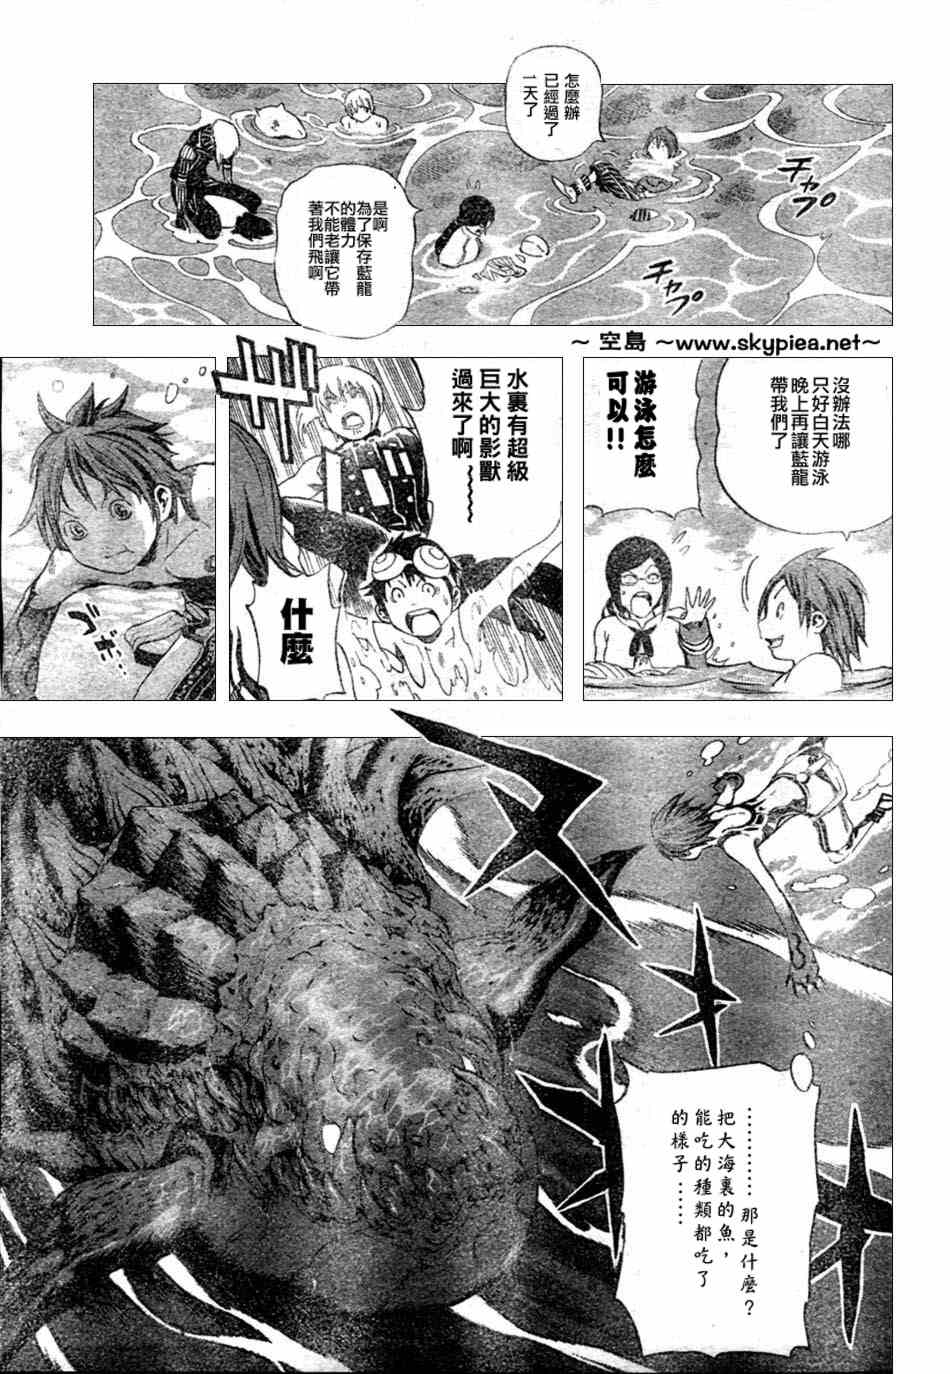 怎麼辦
已經過了
一天了
是啊
為了保存藍龍
的體力
不能老讓它帶
著我們飛啊
チャプ
チャプ
～ 空島 ～www.skypiea.net～
沒辦法哪
只好白天游泳
晚上再讓藍龍
帶我們了
游泳怎麼
可以!!
水裏有超級
巨大的影獸
過來了啊～～～～
什麼
………… 那是什麼？
把大海裏的魚，
能吃的種類都吃了
的樣子……